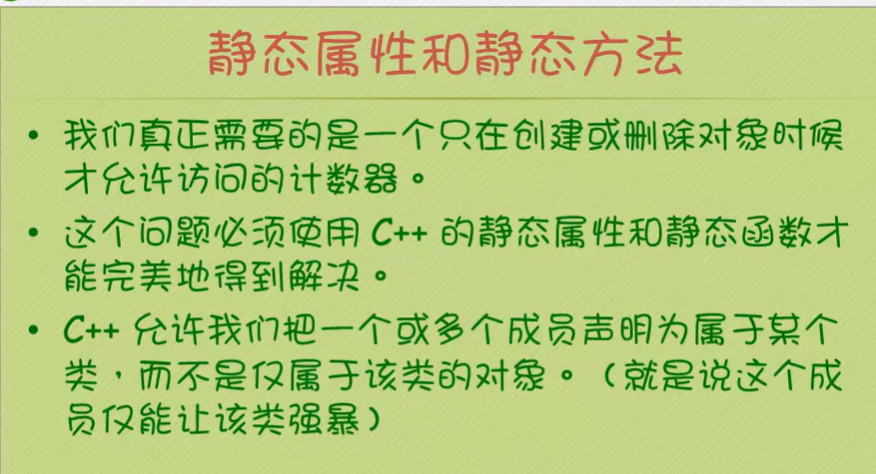 静态属性和静态方法
• 我们真正需要的是一个只在创建或删除对象时候
才允许访问的计数器。
• 这个问题必须使用 C++ 的静态属性和静态函数才
能完美地得到解决。
• C++ 允许我们把一个或多个成员声明为属于某个
类，而不是仅属于该类的对象。（就是说这个成
员仅能让该类强暴）